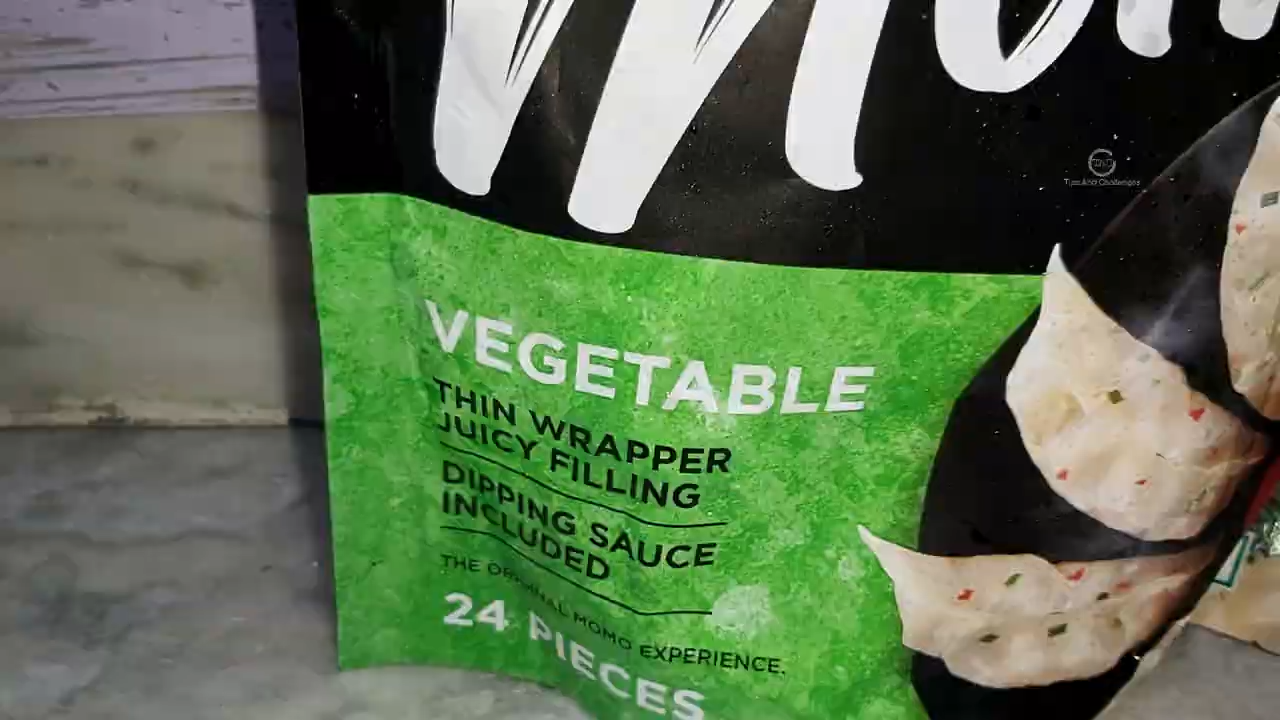 VEGETABLE
THIN WRAPPER
JUICY FILLING
DIPPING SAUCE
INCLUDED
THE ORIGINAL MOMO EXPERIENCE.
24 PIECES